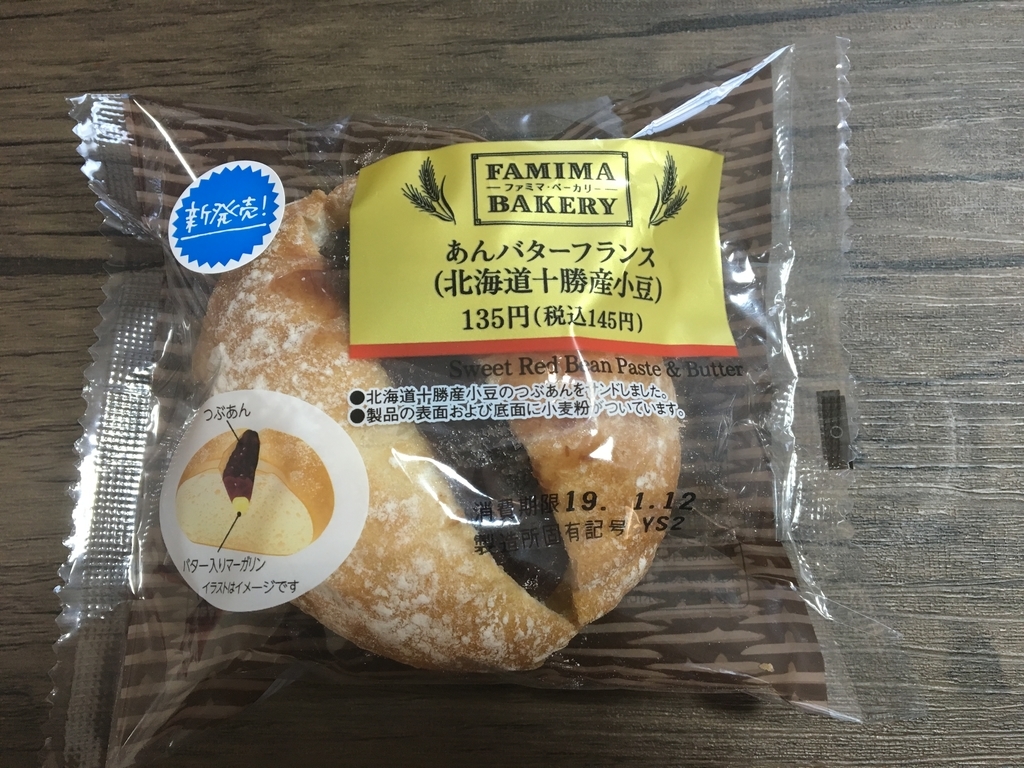 新発売!
FAMIMA
ファミマ・ベーカリー
BAKERY
あんバターフランス
(北海道十勝産小豆)
135円(税込145円)
Sweet Red Bean Paste & Butter
●北海道十勝産小豆のつぶあんをサンドしました。
●製品の表面および底面に小麦粉がついています。
つぶあん
バター入りマーガリン
イラストはイメージです
消費期限19. 1.12
製造所固有記号 YS2